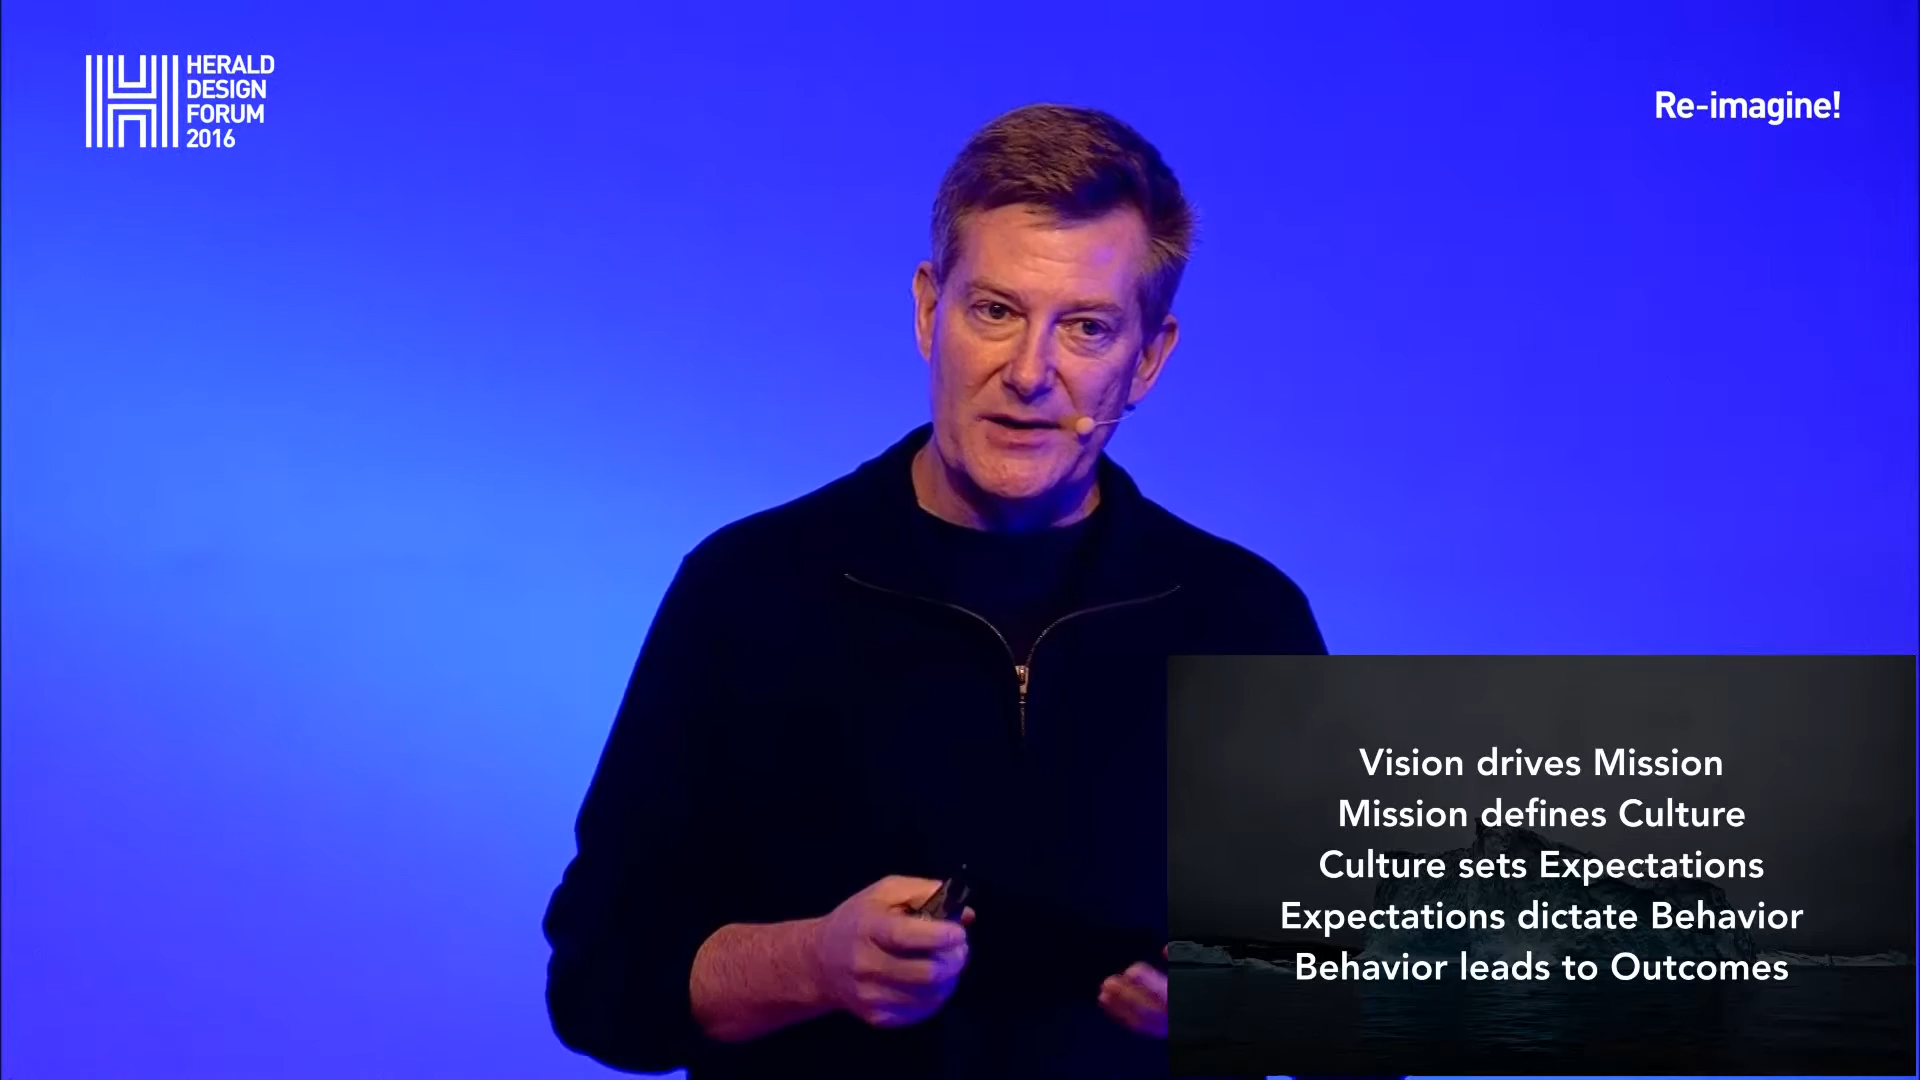 HERALD
DESIGN
FORUM
2016
Re-imagine!
Vision drives Mission
Mission defines Culture
Culture sets Expectations
Expectations dictate Behavior
Behavior leads to Outcomes